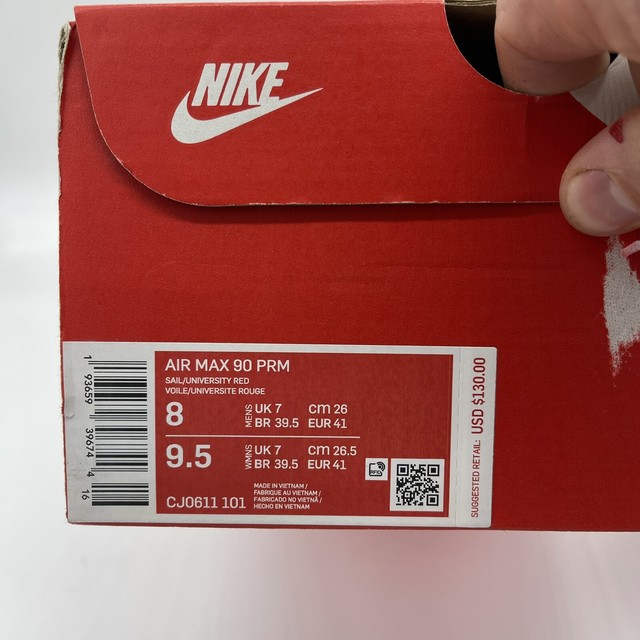 NIKE
AIR MAX 90 PRM
SAIL/UNIVERSITY RED
VOILE/UNIVERSITE ROUGE
8 MENS UK 7 cm 26
BR 39.5 EUR 41
9.5 WMNS UK 7 cm 26.5
BR 39.5 EUR 41
CJ0611 101
MADE IN VIETNAM /
FABRIQUE AU VIETNAM /
FABRICADO NO VIETNÃ /
HECHO EN VIETNAM
RFID
SUGGESTED RETAIL: USD $130.00
1 93659 39674 4
16